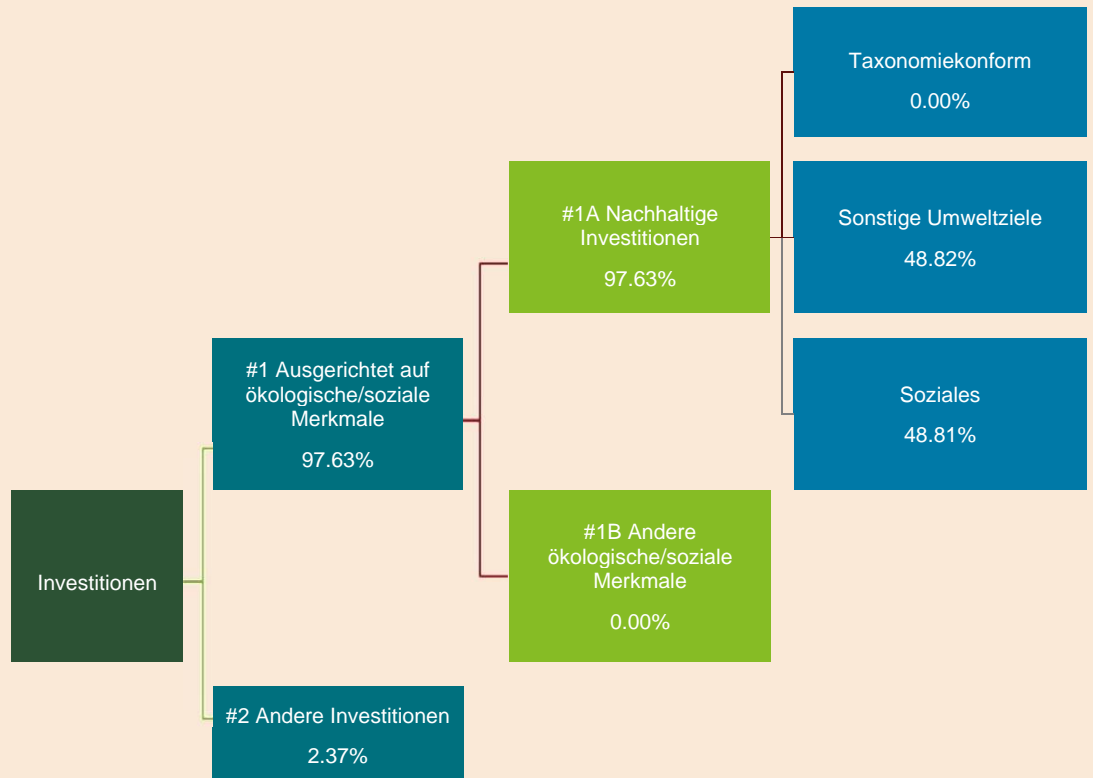 Investitionen
#1 Ausgerichtet auf
ökologische/soziale
Merkmale
97.63%
#2 Andere Investitionen
2.37%
#1A Nachhaltige
Investitionen
97.63%
#1B Andere
ökologische/soziale
Merkmale
0.00%
Taxonomiekonform
0.00%
Sonstige Umweltziele
48.82%
Soziales
48.81%